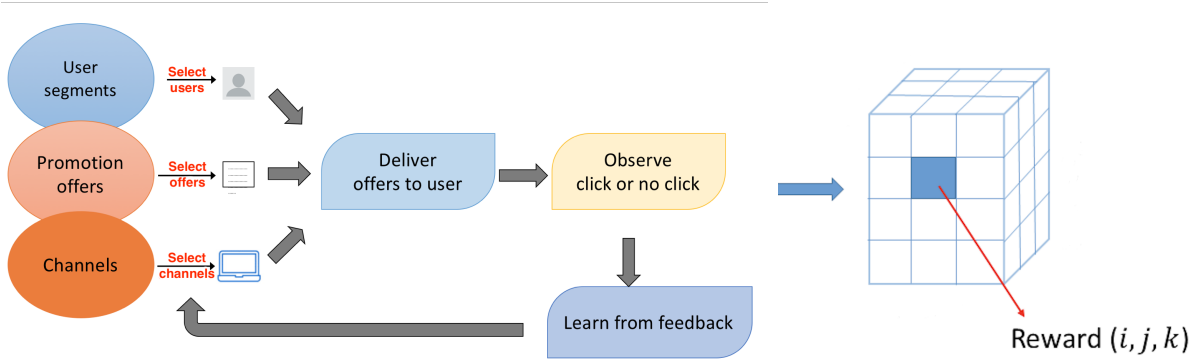 User
segments
Select
users
Promotion
offers
Select
offers
Channels
Select
channels
Deliver
offers to user
Observe
click or no click
Learn from feedback
Reward (i, j, k)